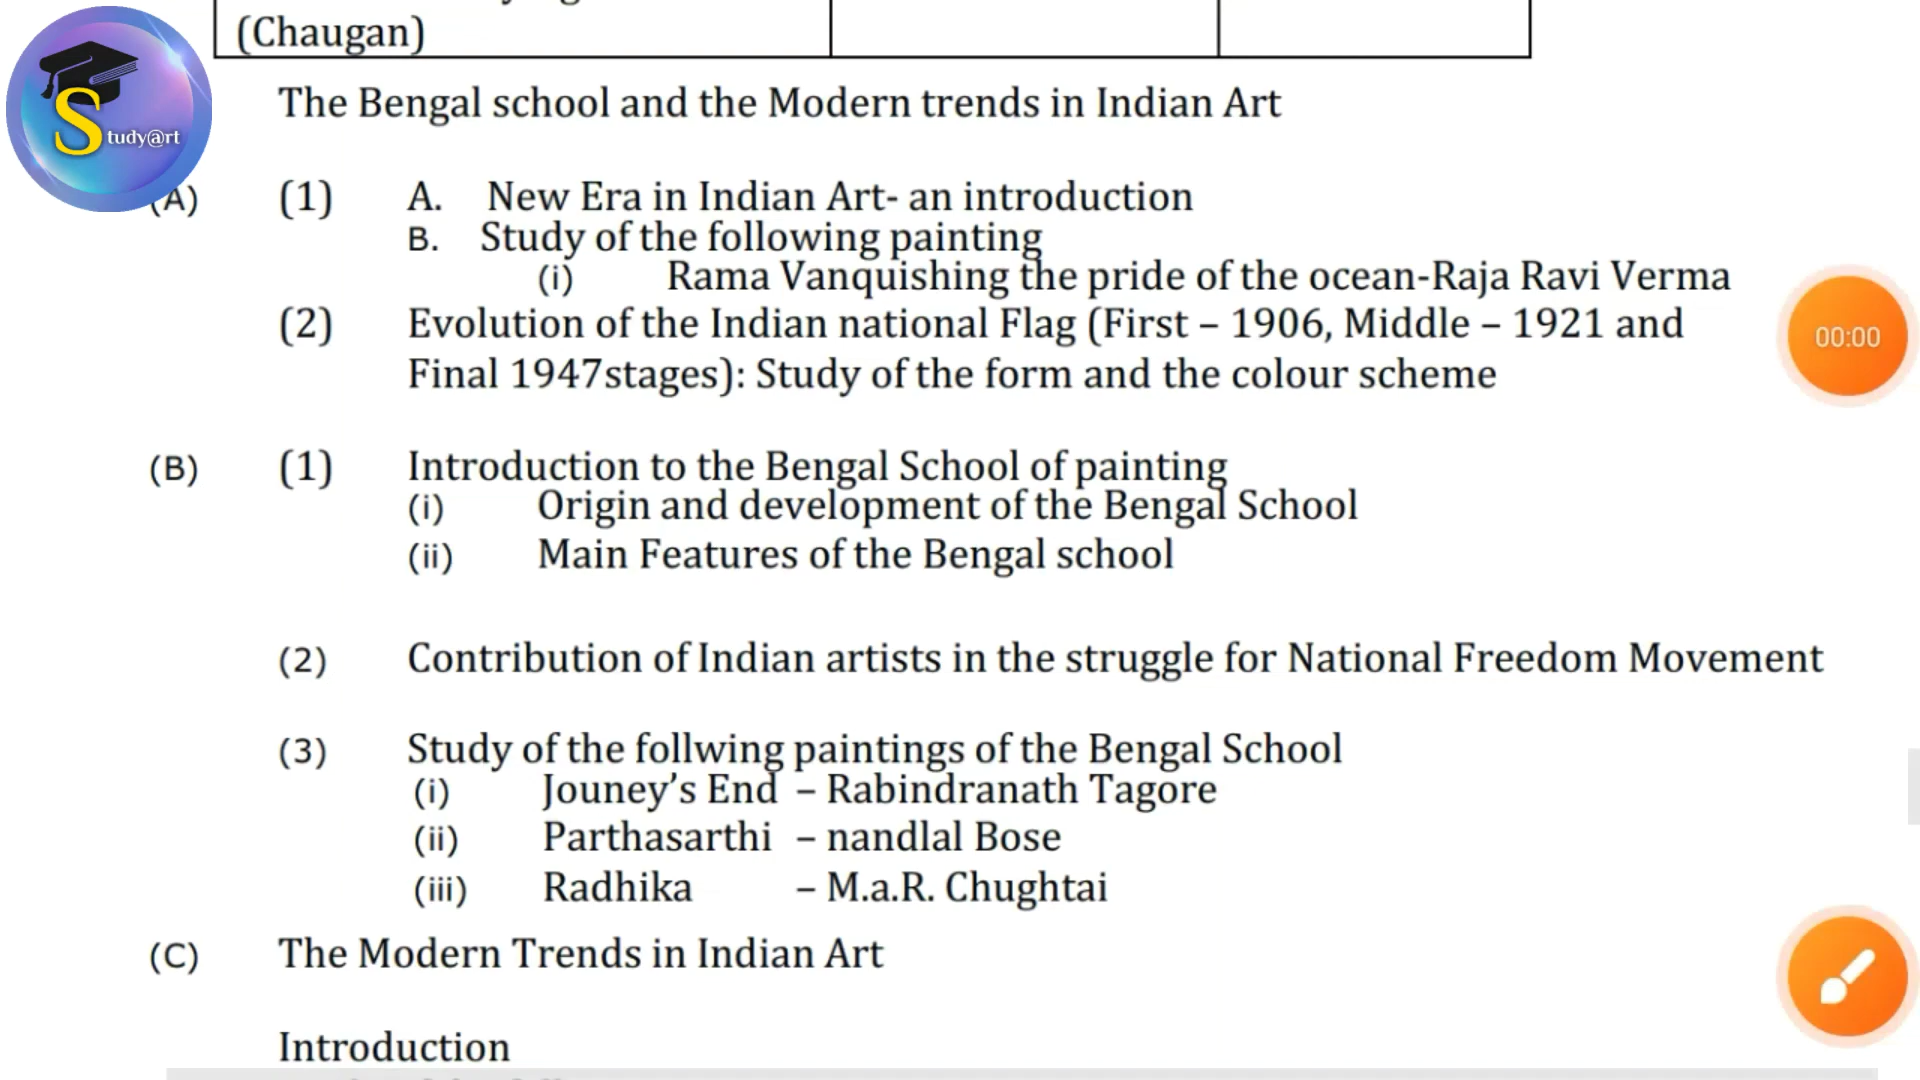 (Chaugan)
Study@rt
The Bengal school and the Modern trends in Indian Art
(A) (1) A. New Era in Indian Art- an introduction
B. Study of the following painting
(i) Rama Vanquishing the pride of the ocean-Raja Ravi Verma
(2) Evolution of the Indian national Flag (First – 1906, Middle – 1921 and
Final 1947stages): Study of the form and the colour scheme
00:00
(B) (1) Introduction to the Bengal School of painting
(i) Origin and development of the Bengal School
(ii) Main Features of the Bengal school
(2) Contribution of Indian artists in the struggle for National Freedom Movement
(3) Study of the follwing paintings of the Bengal School
(i) Jouney’s End – Rabindranath Tagore
(ii) Parthasarthi – nandlal Bose
(iii) Radhika – M.a.R. Chughtai
(C) The Modern Trends in Indian Art
Introduction